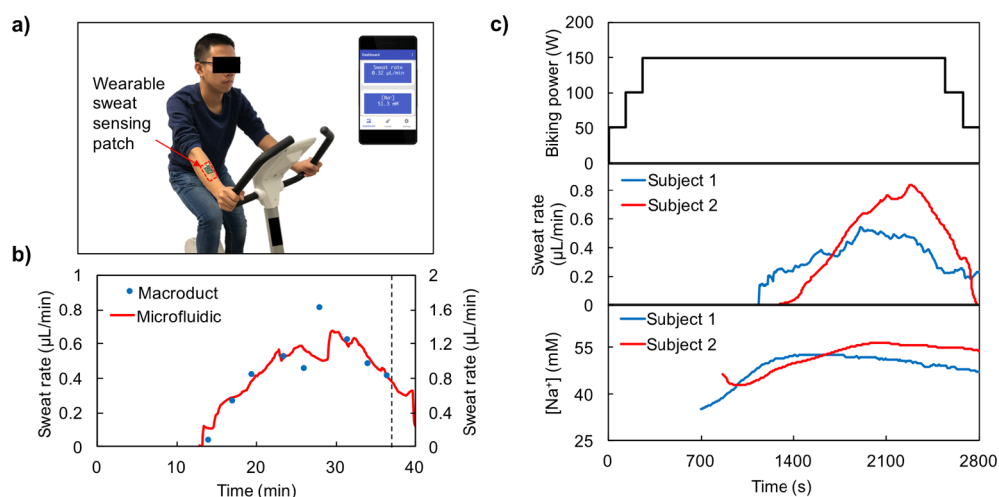 a)
Wearable
sweat
sensing
patch
Dashboard
Sweat rate
0.32 µL/min
[Na+]
51.3 mM
b)
Sweat rate (µL/min)
1
0.8
0.6
0.4
0.2
0
Macroduct
Microfluidic
2
1.6
1.2
0.8
0.4
0
Sweat rate (µL/min)
0 10 20 30 40
Time (min)
c)
Biking power (W)
200
150
100
50
0
Sweat rate
(µL/min)
0.8
0.6
0.4
0.2
0
Subject 1
Subject 2
[Na⁺] (mM)
55
40
25
Subject 1
Subject 2
0 700 1400 2100 2800
Time (s)